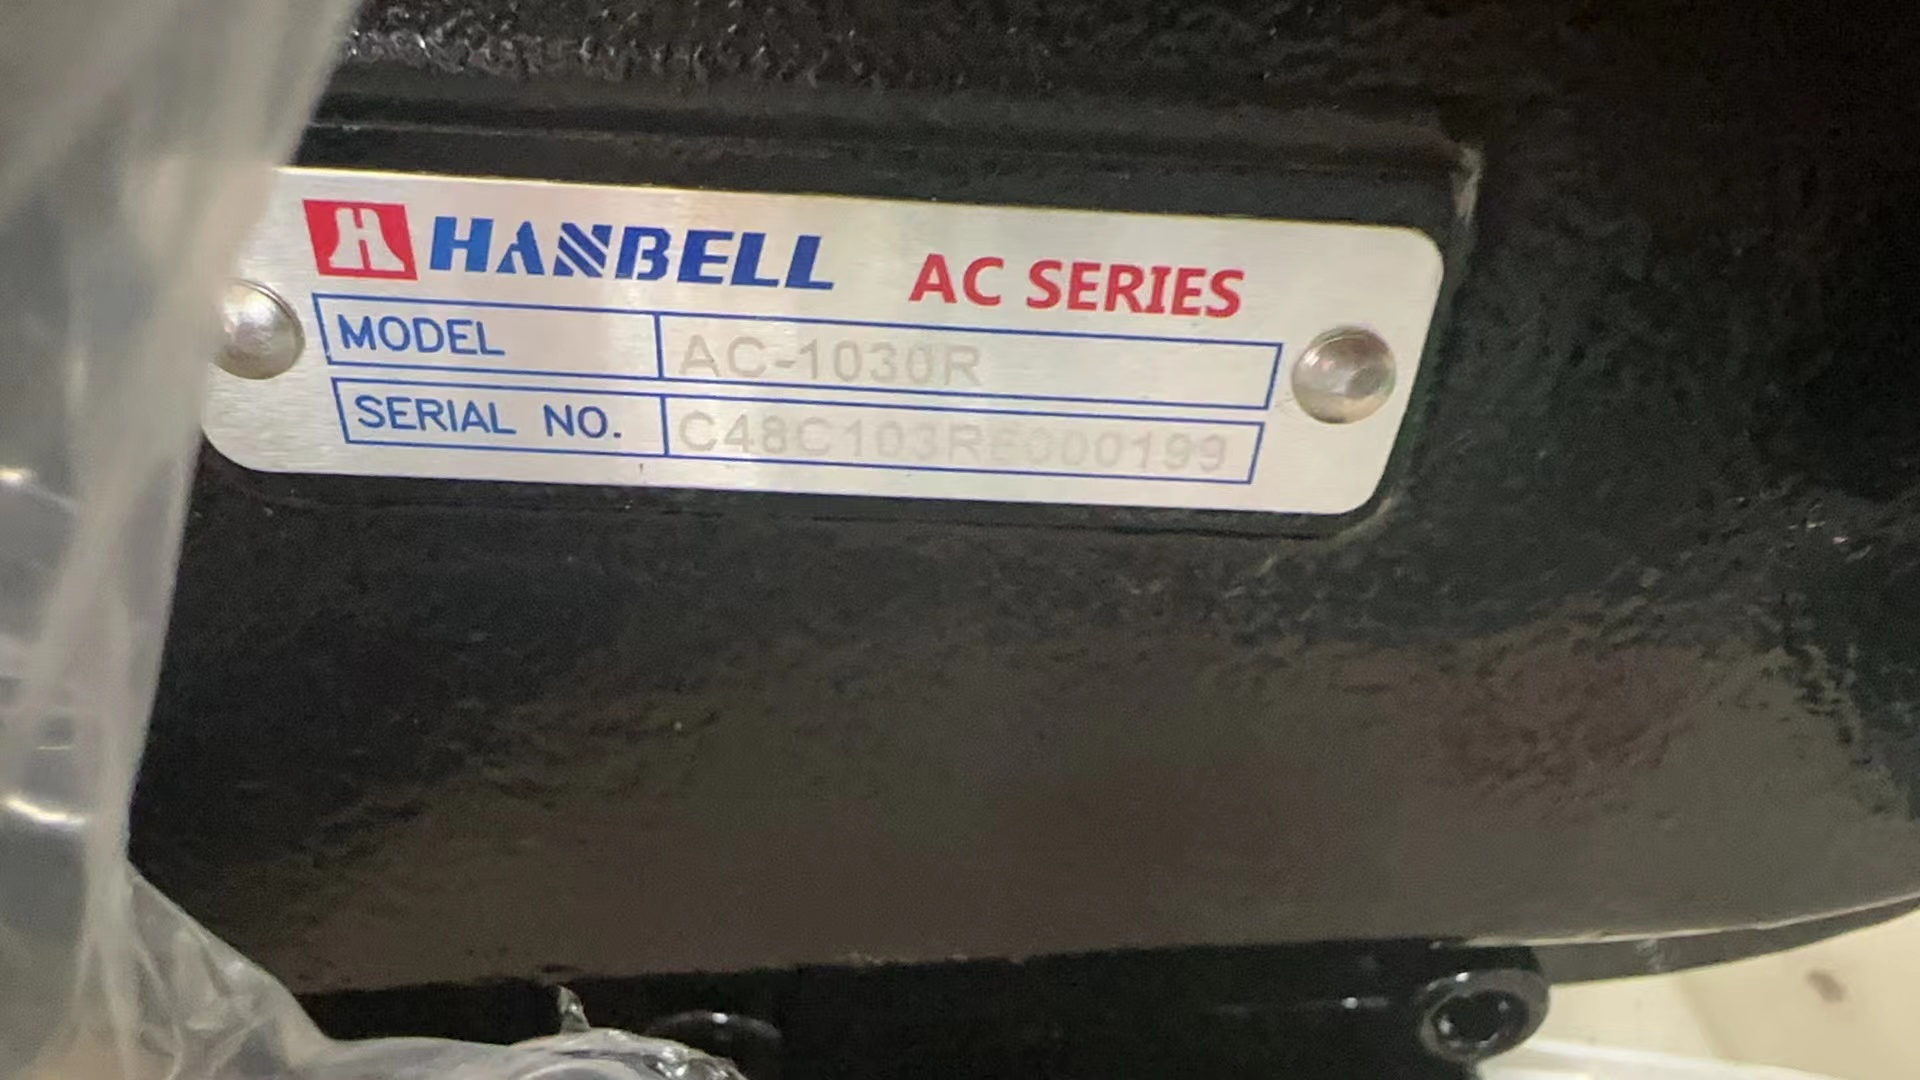 HANBELL AC SERIES
MODEL AC-1030R
SERIAL NO. C48C103RE000199